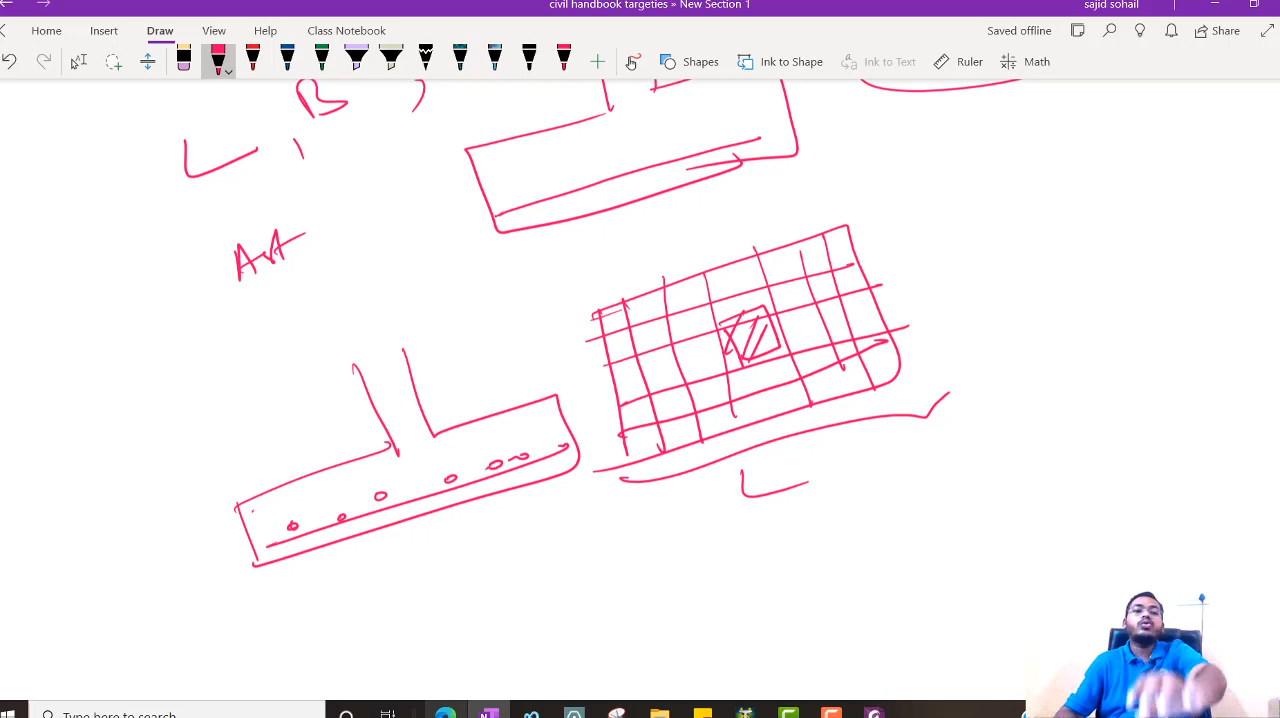 civil handbook targeties » New Section 1
sajid sohail
Home Insert Draw View Help Class Notebook
Saved offline
Share
Shapes
Ink to Shape
Ink to Text
Ruler
Math
B,
L,
L
Type here to search